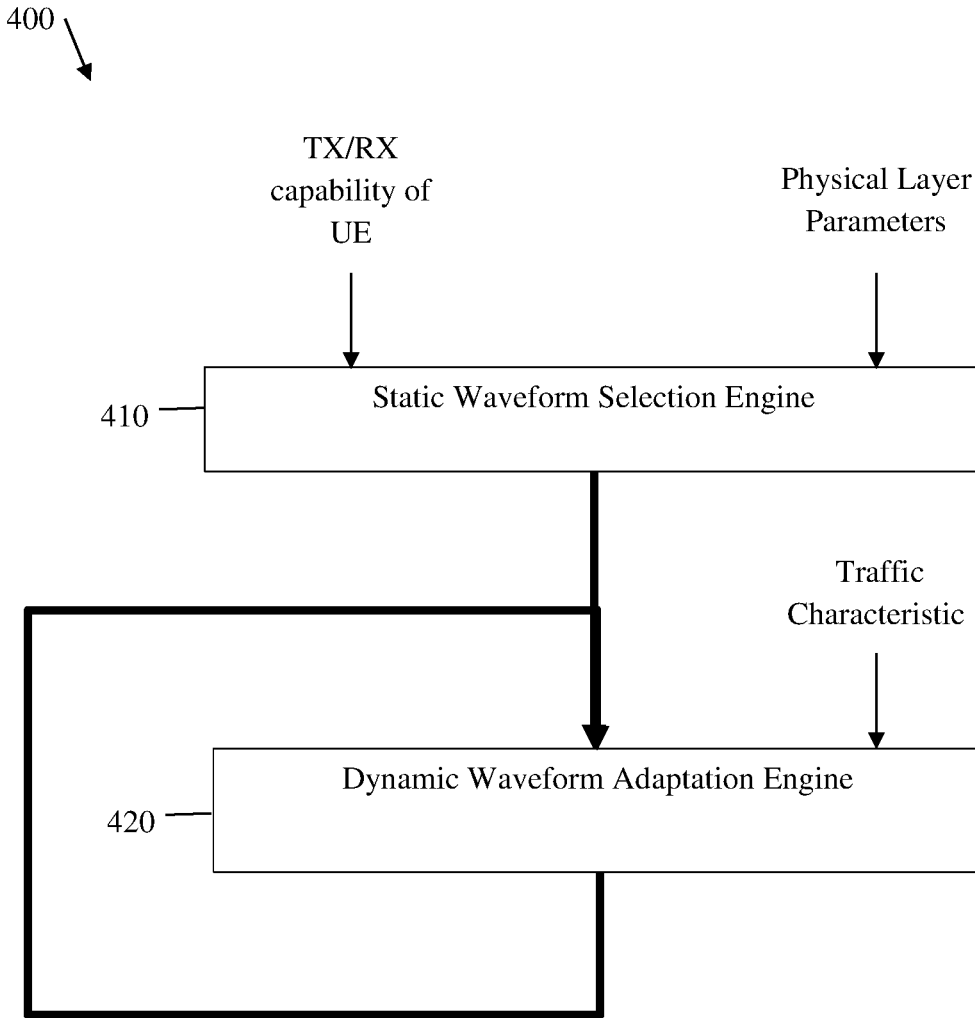 400
TX/RX
capability of
UE
Physical Layer
Parameters
Static Waveform Selection Engine
410
Traffic
Characteristic
Dynamic Waveform Adaptation Engine
420